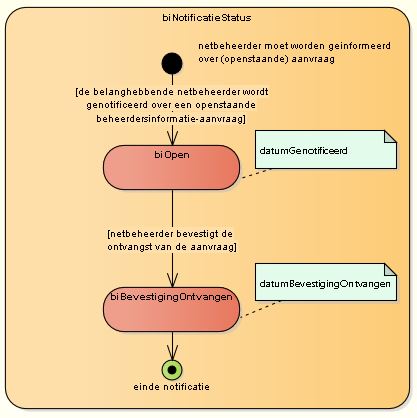 biNotificatieStatus
netbeheerder moet worden geinformeerd
over (openstaande) aanvraag
[de belanghebbende netbeheerder wordt
genotificeerd over een openstaande
beheerdersinformatie-aanvraag]
biOpen
datumGenotificeerd
[netbeheerder bevestigt de
ontvangst van de aanvraag]
datumBevestigingOntvangen
biBevestigingOntvangen
einde notificatie